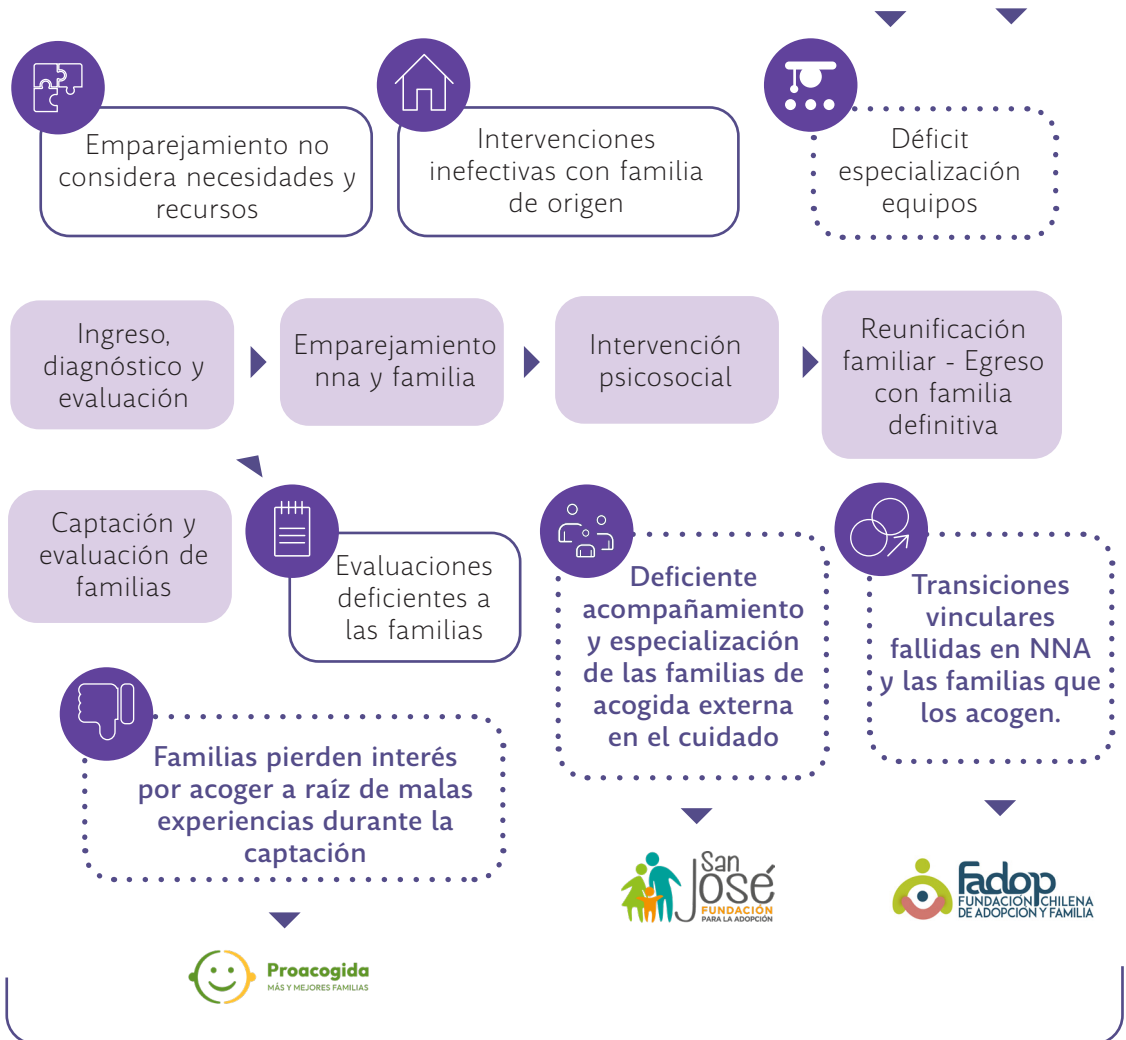 Emparejamiento no
considera necesidades y
recursos
Intervenciones
inefectivas con familia
de origen
Déficit
especialización
equipos
Ingreso,
diagnóstico y
evaluación
Emparejamiento
nna y familia
Intervención
psicosocial
Reunificación
familiar - Egreso
con familia
definitiva
Captación y
evaluación de
familias
Evaluaciones
deficientes a
las familias
Deficiente
acompañamiento
y especialización
de las familias de
acogida externa
en el cuidado
Transiciones
vinculares
fallidas en NNA
y las familias que
los acogen.
Familias pierden interés
por acoger a raíz de malas
experiencias durante la
captación
San
José
FUNDACIÓN
PARA LA ADOPCIÓN
fadop
FUNDACIÓN CHILENA
DE ADOPCIÓN Y FAMILIA
Proacogida
MÁS Y MEJORES FAMILIAS